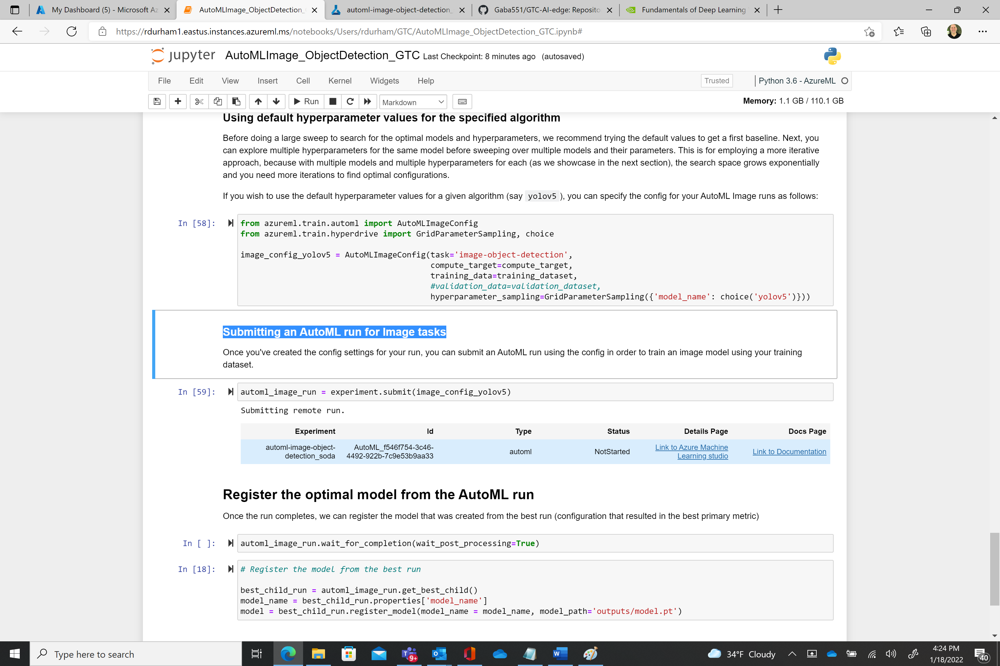 My Dashboard (5) - Microsoft Az
AutoMLImage_ObjectDetection_
automl-image-object-detection_
Gaba551/GTC-AI-edge: Reposito
Fundamentals of Deep Learning
https://rdurham1.eastus.instances.azureml.ms/notebooks/Users/rdurham/GTC/AutoMLImage_ObjectDetection_GTC.ipynb#
jupyter AutoMLImage_ObjectDetection_GTC Last Checkpoint: 8 minutes ago (autosaved)
File Edit View Insert Cell Kernel Widgets Help Trusted Python 3.6 - AzureML
Run Markdown Memory: 1.1 GB / 110.1 GB
Using default hyperparameter values for the specified algorithm
Before doing a large sweep to search for the optimal models and hyperparameters, we recommend trying the default values to get a first baseline. Next, you
can explore multiple hyperparameters for the same model before sweeping over multiple models and their parameters. This is for employing a more iterative
approach, because with multiple models and multiple hyperparameters for each (as we showcase in the next section), the search space grows exponentially
and you need more iterations to find optimal configurations.
If you wish to use the default hyperparameter values for a given algorithm (say yolov5 ), you can specify the config for your AutoML Image runs as follows:
In [58]: from azureml.train.automl import AutoMLImageConfig
from azureml.train.hyperdrive import GridParameterSampling, choice
image_config_yolov5 = AutoMLImageConfig(task='image-object-detection',
compute_target=compute_target,
training_data=training_dataset,
#validation_data=validation_dataset,
hyperparameter_sampling=GridParameterSampling({'model_name': choice('yolov5')}))
Submitting an AutoML run for Image tasks
Once you've created the config settings for your run, you can submit an AutoML run using the config in order to train an image model using your training
dataset.
In [59]: automl_image_run = experiment.submit(image_config_yolov5)
Submitting remote run.
Experiment Id Type Status Details Page Docs Page
automl-image-object- AutoML_f546f754-3c46- automl NotStarted Link to Azure Machine Link to Documentation
detection_soda 4492-922b-7c9e53b9aa33 Learning studio
Register the optimal model from the AutoML run
Once the run completes, we can register the model that was created from the best run (configuration that resulted in the best primary metric)
In [ ]: automl_image_run.wait_for_completion(wait_post_processing=True)
In [18]: # Register the model from the best run
best_child_run = automl_image_run.get_best_child()
model_name = best_child_run.properties['model_name']
model = best_child_run.register_model(model_name = model_name, model_path='outputs/model.pt')
Type here to search
9+
34°F Cloudy
4:24 PM
1/18/2022
40